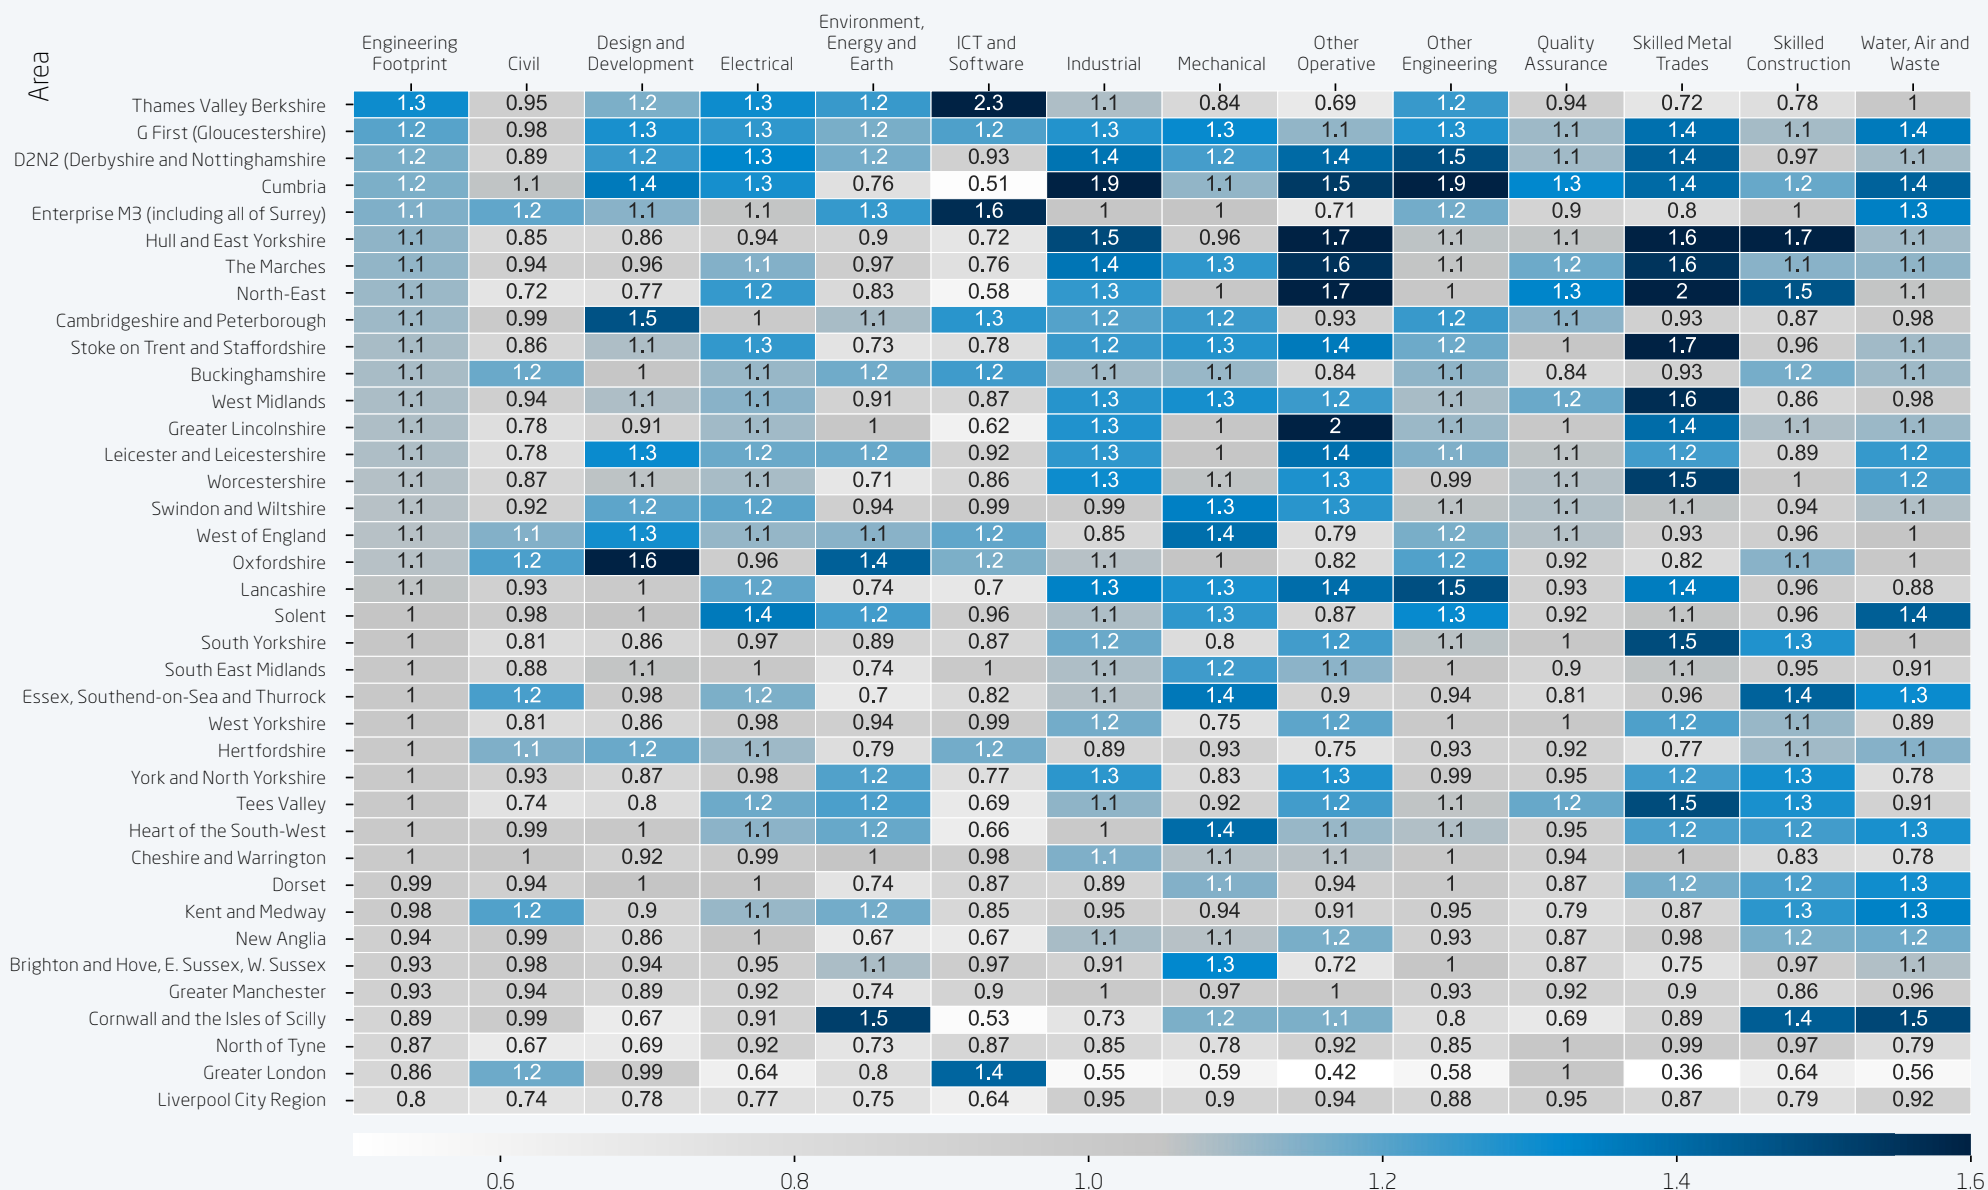 Area
Engineering Footprint
Civil
Design and Development
Electrical
Environment, Energy and Earth
ICT and Software
Industrial
Mechanical
Other Operative
Other Engineering
Quality Assurance
Skilled Metal Trades
Skilled Construction
Water, Air and Waste
Thames Valley Berkshire 1.3 0.95 1.2 1.3 1.2 2.3 1.1 0.84 0.69 1.2 0.94 0.72 0.78 1
G First (Gloucestershire) 1.2 0.98 1.3 1.3 1.2 1.2 1.3 1.3 1.1 1.3 1.1 1.4 1.1 1.4
D2N2 (Derbyshire and Nottinghamshire 1.2 0.89 1.2 1.3 1.2 0.93 1.4 1.2 1.4 1.5 1.1 1.4 0.97 1.1
Cumbria 1.2 1.1 1.4 1.3 0.76 0.51 1.9 1.1 1.5 1.9 1.3 1.4 1.2 1.4
Enterprise M3 (including all of Surrey) 1.1 1.2 1.1 1.1 1.3 1.6 1 1 0.71 1.2 0.9 0.8 1 1.3
Hull and East Yorkshire 1.1 0.85 0.86 0.94 0.9 0.72 1.5 0.96 1.7 1.1 1.1 1.6 1.7 1.1
The Marches 1.1 0.94 0.96 1.1 0.97 0.76 1.4 1.3 1.6 1.1 1.2 1.6 1.1 1.1
North-East 1.1 0.72 0.77 1.2 0.83 0.58 1.3 1 1.7 1 1.3 2 1.5 1.1
Cambridgeshire and Peterborough 1.1 0.99 1.5 1 1.1 1.3 1.2 1.2 0.93 1.2 1.1 0.93 0.87 0.98
Stoke on Trent and Staffordshire 1.1 0.86 1.1 1.3 0.73 0.78 1.2 1.3 1.4 1.2 1 1.7 0.96 1.1
Buckinghamshire 1.1 1.2 1 1.1 1.2 1.2 1.1 1.1 0.84 1.1 0.84 0.93 1.2 1.1
West Midlands 1.1 0.94 1.1 1.1 0.91 0.87 1.3 1.3 1.2 1.1 1.2 1.6 0.86 0.98
Greater Lincolnshire 1.1 0.78 0.91 1.1 1 0.62 1.3 1 2 1.1 1 1.4 1.1 1.1
Leicester and Leicestershire 1.1 0.78 1.3 1.2 1.2 0.92 1.3 1 1.4 1.1 1.1 1.2 0.89 1.2
Worcestershire 1.1 0.87 1.1 1.1 0.71 0.86 1.3 1.1 1.3 0.99 1.1 1.5 1 1.2
Swindon and Wiltshire 1.1 0.92 1.2 1.2 0.94 0.99 0.99 1.3 1.3 1.1 1.1 1.1 0.94 1.1
West of England 1.1 1.1 1.3 1.1 1.1 1.2 0.85 1.4 0.79 1.2 1.1 0.93 0.96 1
Oxfordshire 1.1 1.2 1.6 0.96 1.4 1.2 1.1 1 0.82 1.2 0.92 0.82 1.1 1
Lancashire 1.1 0.93 1 1.2 0.74 0.7 1.3 1.3 1.4 1.5 0.93 1.4 0.96 0.88
Solent 1 0.98 1 1.4 1.2 0.96 1.1 1.3 0.87 1.3 0.92 1.1 0.96 1.4
South Yorkshire 1 0.81 0.86 0.97 0.89 0.87 1.2 0.8 1.2 1.1 1 1.5 1.3 1
South East Midlands 1 0.88 1.1 1 0.74 1 1.1 1.2 1.1 1 0.9 1.1 0.95 0.91
Essex, Southend-on-Sea and Thurrock 1 1.2 0.98 1.2 0.7 0.82 1.1 1.4 0.9 0.94 0.81 0.96 1.4 1.3
West Yorkshire 1 0.81 0.86 0.98 0.94 0.99 1.2 0.75 1.2 1 1 1.2 1.1 0.89
Hertfordshire 1 1.1 1.2 1.1 0.79 1.2 0.89 0.93 0.75 0.93 0.92 0.77 1.1 1.1
York and North Yorkshire 1 0.93 0.87 0.98 1.2 0.77 1.3 0.83 1.3 0.99 0.95 1.2 1.3 0.78
Tees Valley 1 0.74 0.8 1.2 1.2 0.69 1.1 0.92 1.2 1.1 1.2 1.5 1.3 0.91
Heart of the South-West 1 0.99 1 1.1 1.2 0.66 1 1.4 1.1 1.1 0.95 1.2 1.2 1.3
Cheshire and Warrington 1 1 0.92 0.99 1 0.98 1.1 1.1 1.1 1 0.94 1 0.83 0.78
Dorset 0.99 0.94 1 1 0.74 0.87 0.89 1.1 0.94 1 0.87 1.2 1.2 1.3
Kent and Medway 0.98 1.2 0.9 1.1 1.2 0.85 0.95 0.94 0.91 0.95 0.79 0.87 1.3 1.3
New Anglia 0.94 0.99 0.86 1 0.67 0.67 1.1 1.1 1.2 0.93 0.87 0.98 1.2 1.2
Brighton and Hove, E. Sussex, W. Sussex 0.93 0.98 0.94 0.95 1.1 0.97 0.91 1.3 0.72 1 0.87 0.75 0.97 1.1
Greater Manchester 0.93 0.94 0.89 0.92 0.74 0.9 1 0.97 1 0.93 0.92 0.9 0.86 0.96
Cornwall and the Isles of Scilly 0.89 0.99 0.67 0.91 1.5 0.53 0.73 1.2 1.1 0.8 0.69 0.89 1.4 1.5
North of Tyne 0.87 0.67 0.69 0.92 0.73 0.87 0.85 0.78 0.92 0.85 1 0.99 0.97 0.79
Greater London 0.86 1.2 0.99 0.64 0.8 1.4 0.55 0.59 0.42 0.58 1 0.36 0.64 0.56
Liverpool City Region 0.8 0.74 0.78 0.77 0.75 0.64 0.95 0.9 0.94 0.88 0.95 0.87 0.79 0.92
0.6 0.8 1.0 1.2 1.4 1.6